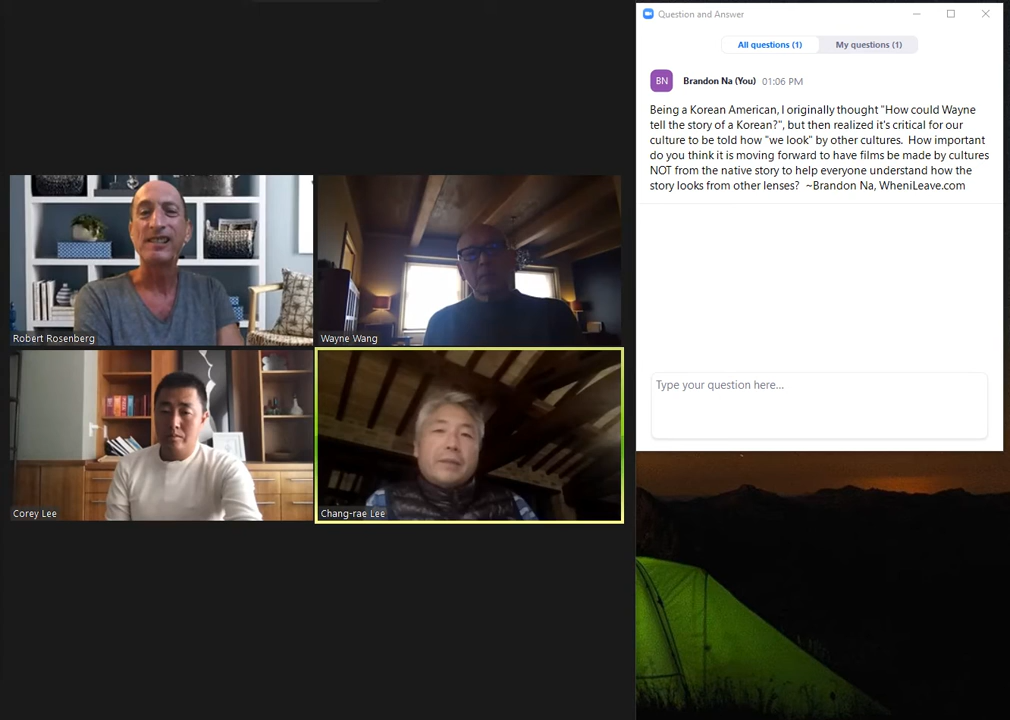 Question and Answer
All questions (1)
My questions (1)
BN
Brandon Na (You) 01:06 PM
Being a Korean American, I originally thought "How could Wayne
tell the story of a Korean?", but then realized it's critical for our
culture to be told how "we look" by other cultures.  How important
do you think it is moving forward to have films be made by cultures
NOT from the native story to help everyone understand how the
story looks from other lenses?  ~Brandon Na, WheniLeave.com
Type your question here...
Robert Rosenberg
Wayne Wang
Corey Lee
Chang-rae Lee